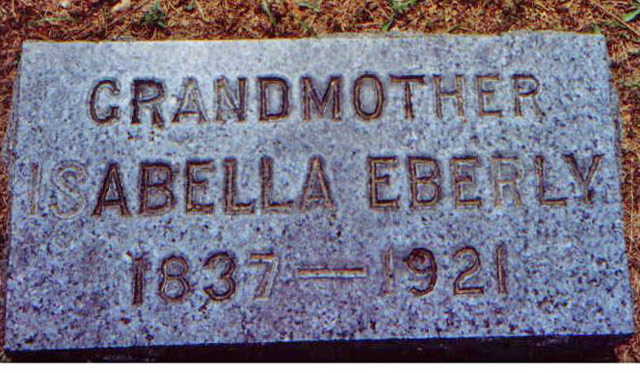 GRANDMOTHER
ISABELLA EBERLY
1837—1921